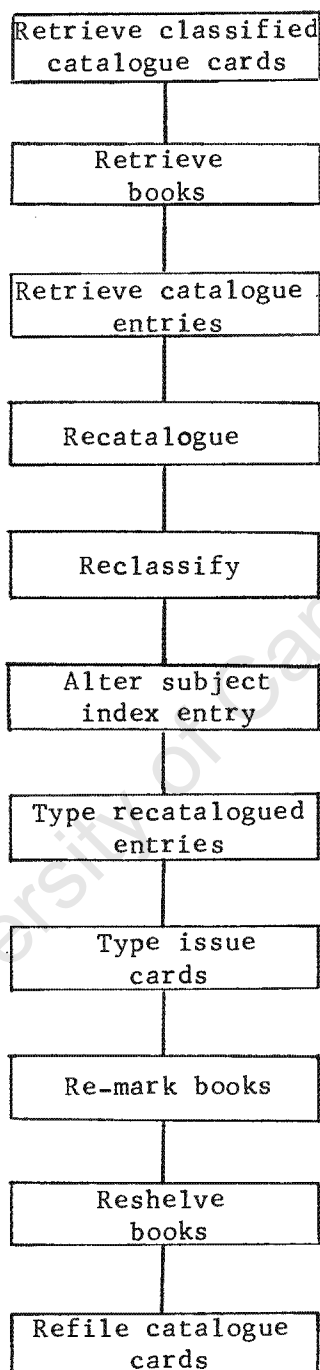 Retrieve classified
catalogue cards
Retrieve
books
Retrieve catalogue
entries
Recatalogue
Reclassify
Alter subject
index entry
Type recatalogued
entries
Type issue
cards
Re-mark books
Reshelve
books
Refile catalogue
cards